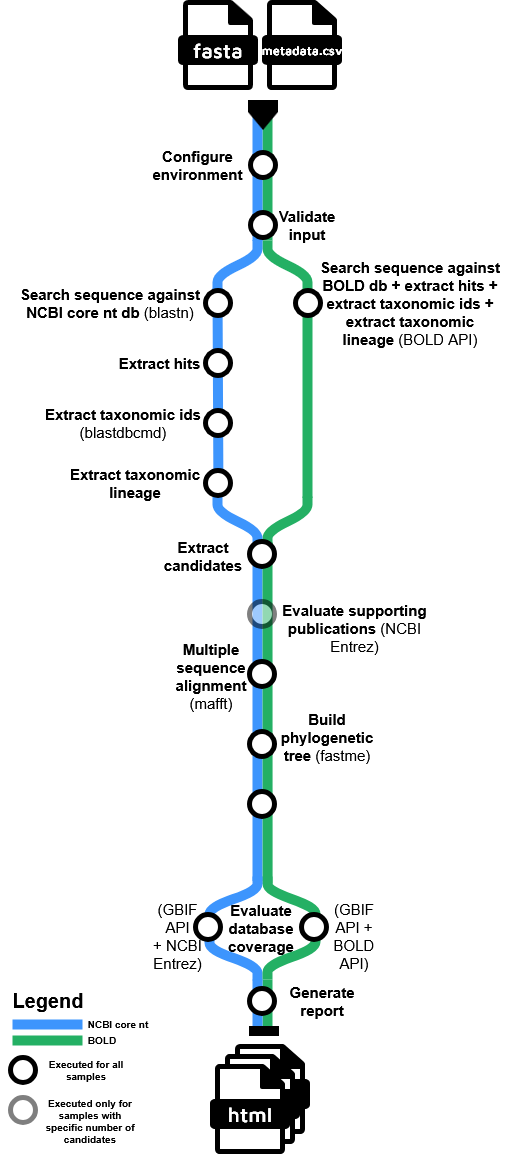 fasta
metadata.csv
Configure
environment
Validate
input
Search sequence against
NCBI core nt db (blastn)
Search sequence against
BOLD db + extract hits +
extract taxonomic ids +
extract taxonomic
lineage (BOLD API)
Extract hits
Extract taxonomic ids
(blastdbcmd)
Extract taxonomic
lineage
Extract
candidates
Evaluate supporting
publications (NCBI
Entrez)
Multiple
sequence
alignment
(mafft)
Build
phylogenetic
tree (fastme)
(GBIF
API
+ NCBI
Entrez)
Evaluate
database
coverage
(GBIF
API +
BOLD
API)
Generate
report
Legend
NCBI core nt
BOLD
Executed for all
samples
Executed only for
samples with
specific number of
candidates
html